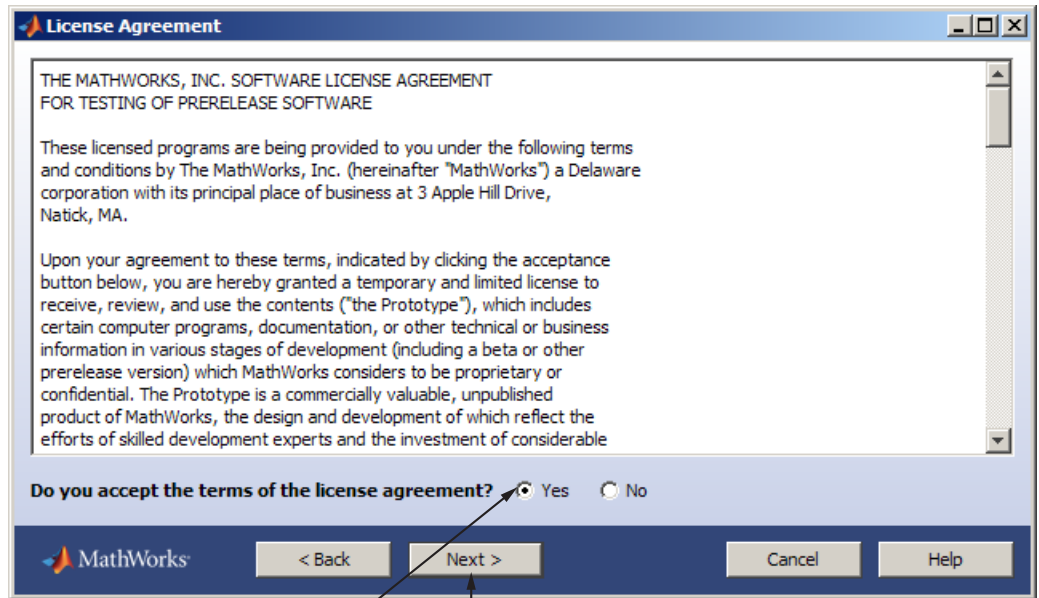 License Agreement
THE MATHWORKS, INC. SOFTWARE LICENSE AGREEMENT
FOR TESTING OF PRERELEASE SOFTWARE
These licensed programs are being provided to you under the following terms
and conditions by The MathWorks, Inc. (hereinafter "MathWorks") a Delaware
corporation with its principal place of business at 3 Apple Hill Drive,
Natick, MA.
Upon your agreement to these terms, indicated by clicking the acceptance
button below, you are hereby granted a temporary and limited license to
receive, review, and use the contents ("the Prototype"), which includes
certain computer programs, documentation, or other technical or business
information in various stages of development (including a beta or other
prerelease version) which MathWorks considers to be proprietary or
confidential. The Prototype is a commercially valuable, unpublished
product of MathWorks, the design and development of which reflect the
efforts of skilled development experts and the investment of considerable
Do you accept the terms of the license agreement? Yes No
MathWorks < Back Next > Cancel Help